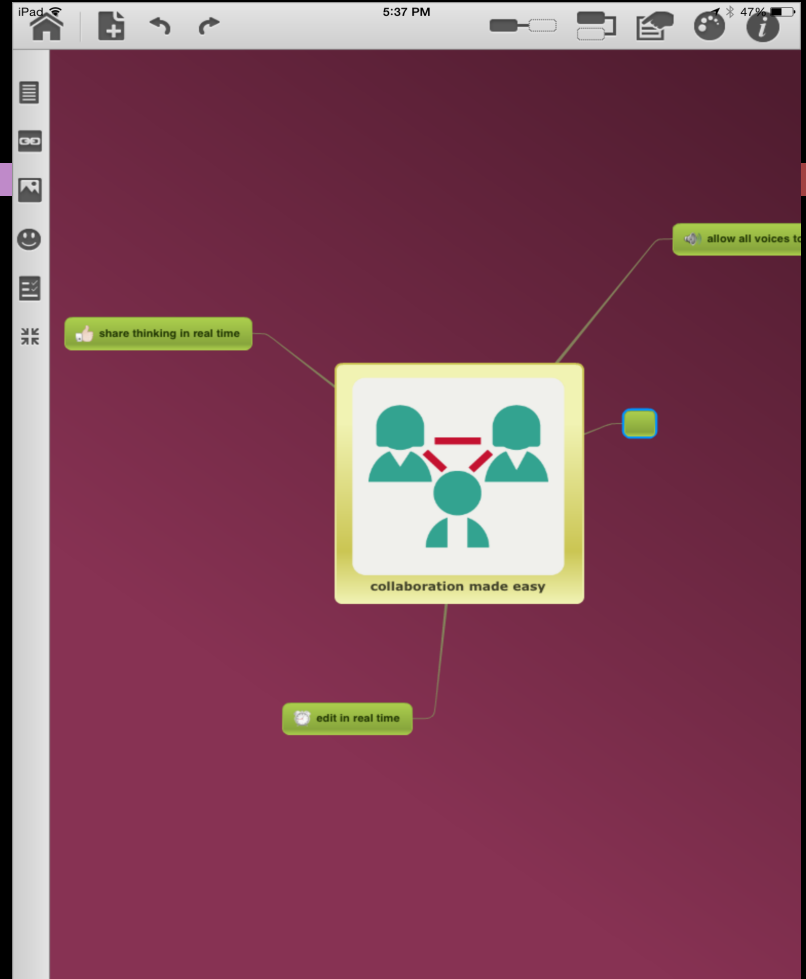 iPad 5:37 PM 47%
allow all voices to
share thinking in real time
collaboration made easy
edit in real time